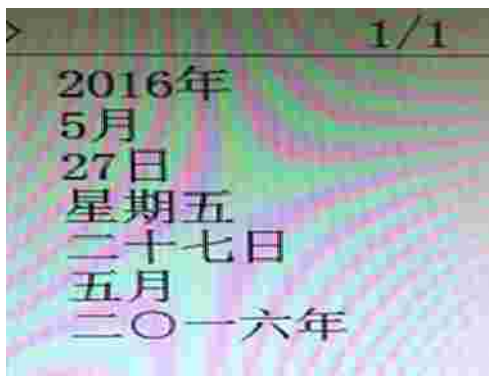 1/1
2016年
5月
27日
星期五
二十七日
五月
二〇一六年